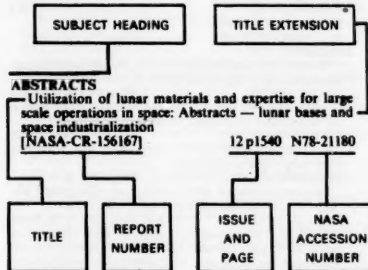 SUBJECT HEADING
TITLE EXTENSION
ABSTRACTS
Utilization of lunar materials and expertise for large
scale operations in space: Abstracts — lunar bases and
space industrialization
[NASA-CR-156167] 12 p1540 N78-21180
TITLE
REPORT
NUMBER
ISSUE
AND
PAGE
NASA
ACCESSION
NUMBER